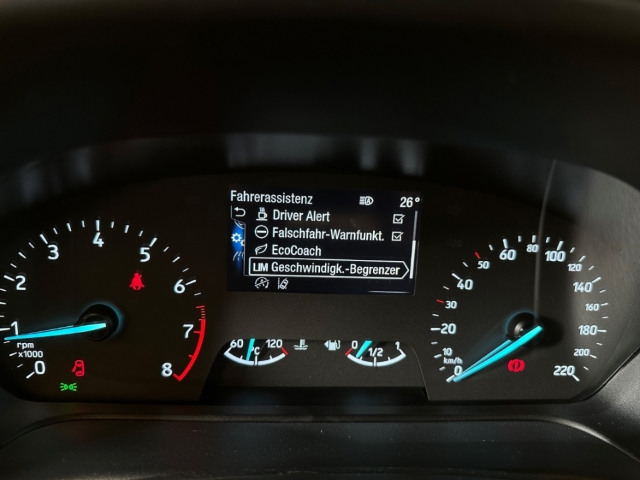 Fahrerassistenz 26°
Driver Alert
Falschfahr-Warnfunkt.
EcoCoach
LIM Geschwindigk.-Begrenzer
0 1 2 3 4 5 6 7 8
rpm
x1000
60 °C 120
0 1/2 1
0 10 20 30 40 50 60 80 100 120 140 160 180 200 220
km/h